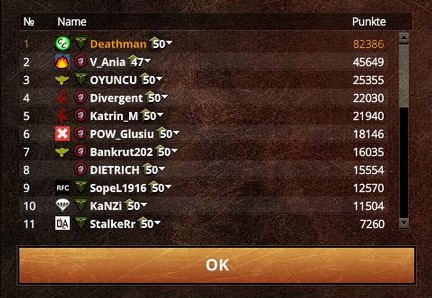 № Name Punkte
1 Deathman 50 82386
2 V_Ania 47 45649
3 OYUNCU 50 25355
4 Divergent 50 22030
5 Katrin_M 50 21940
6 POW_Glusiu 50 18146
7 Bankrut202 50 16035
8 DIETRICH 50 15554
9 RFC SopeL1916 50 12570
10 KaNZi 50 11504
11 DA StalkeRr 50 7260
OK